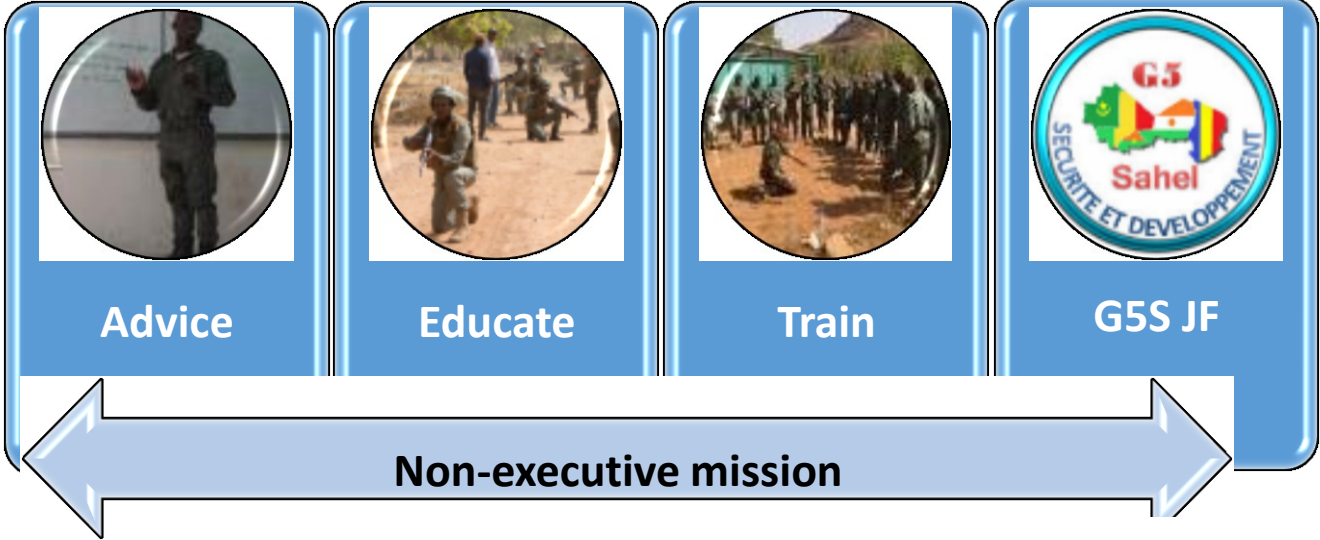 G5
Sahel
SECURITE ET DEVELOPPEMENT
Advice
Educate
Train
G5S JF
Non-executive mission